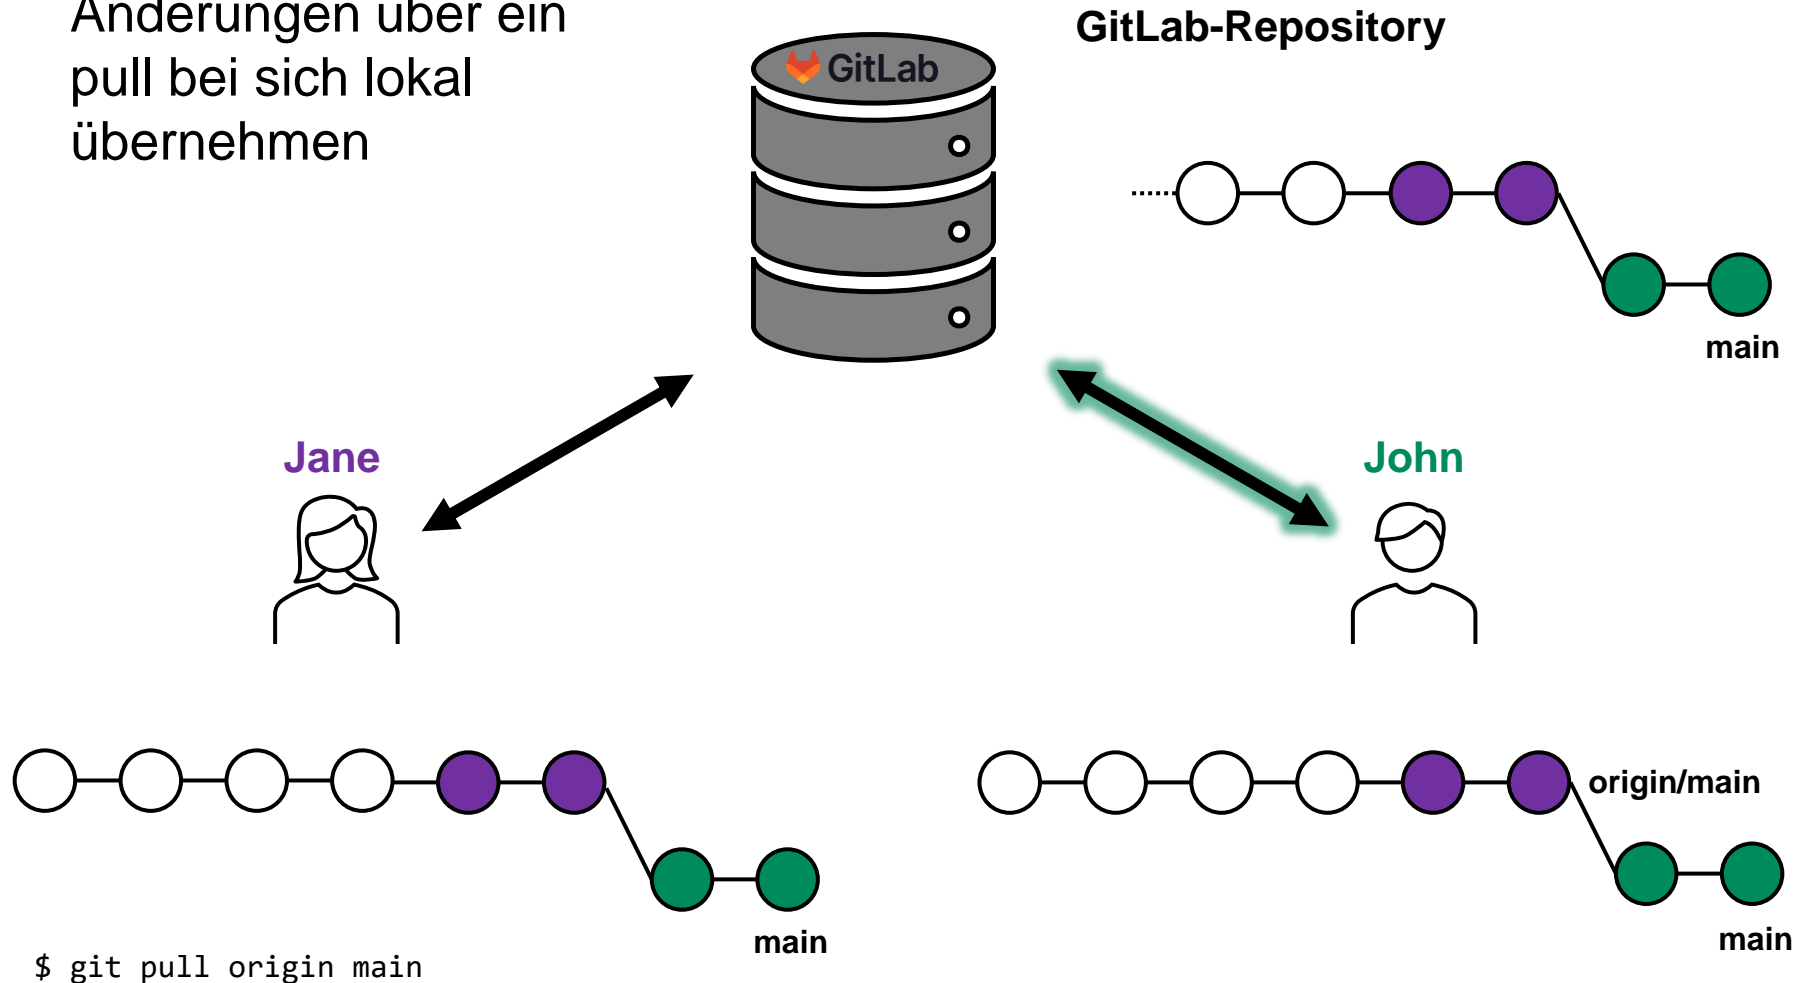 Änderungen über ein
pull bei sich lokal
übernehmen
GitLab-Repository
GitLab
main
Jane
John
origin/main
main
main
$ git pull origin main